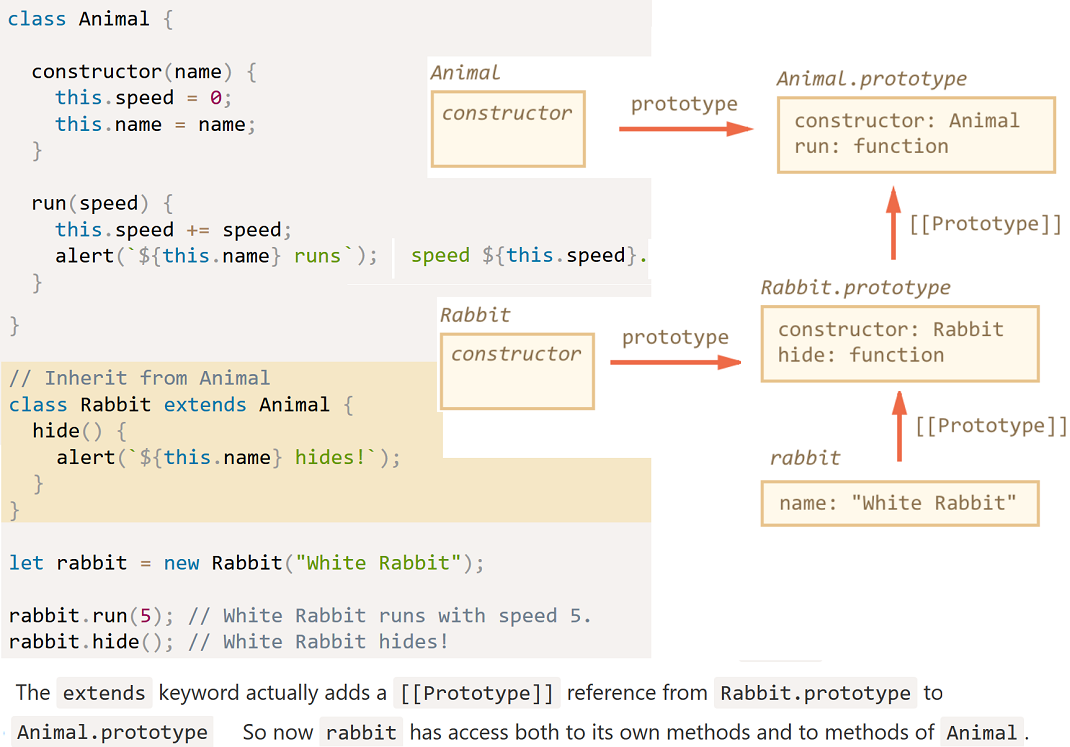 class Animal {
constructor(name) {
this.speed = 0;
this.name = name;
}
run(speed) {
this.speed += speed;
alert(`${this.name} runs`); speed ${this.speed}.
}
}
// Inherit from Animal
class Rabbit extends Animal {
hide() {
alert(`${this.name} hides!`);
}
}
let rabbit = new Rabbit("White Rabbit");
rabbit.run(5); // White Rabbit runs with speed 5.
rabbit.hide(); // White Rabbit hides!
Animal
constructor
prototype
Animal.prototype
constructor: Animal
run: function
[[Prototype]]
Rabbit
constructor
prototype
Rabbit.prototype
constructor: Rabbit
hide: function
[[Prototype]]
rabbit
name: "White Rabbit"
The extends keyword actually adds a [[Prototype]] reference from Rabbit.prototype to
Animal.prototype So now rabbit has access both to its own methods and to methods of Animal.